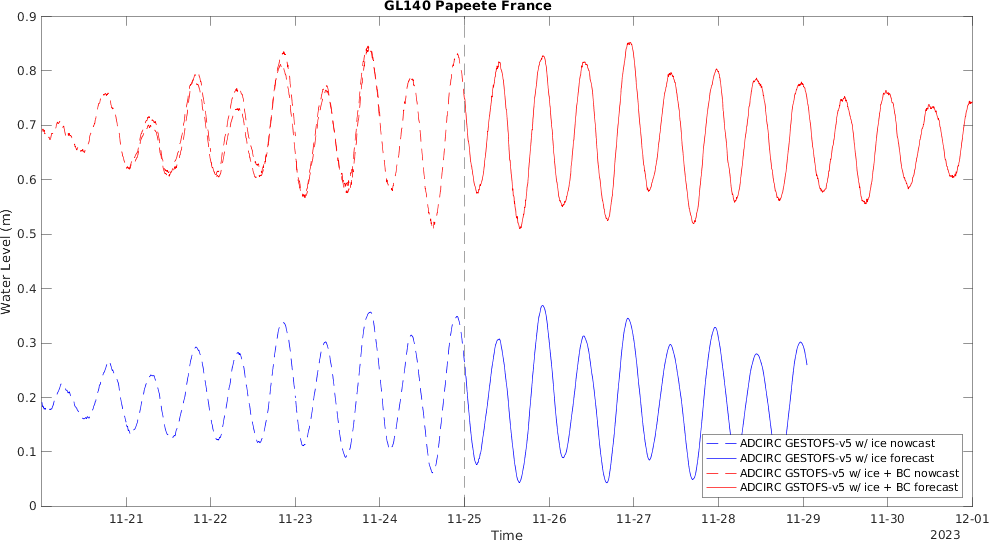 GL140 Papeete France
0.9
0.8
0.7
0.6
0.5
0.4
0.3
0.2
0.1
0
Water Level (m)
ADCIRC GESTOFS-v5 w/ ice nowcast
ADCIRC GESTOFS-v5 w/ ice forecast
ADCIRC GSTOFS-v5 w/ ice + BC nowcast
ADCIRC GSTOFS-v5 w/ ice + BC forecast
11-21 11-22 11-23 11-24 11-25 11-26 11-27 11-28 11-29 11-30 12-01
Time
2023